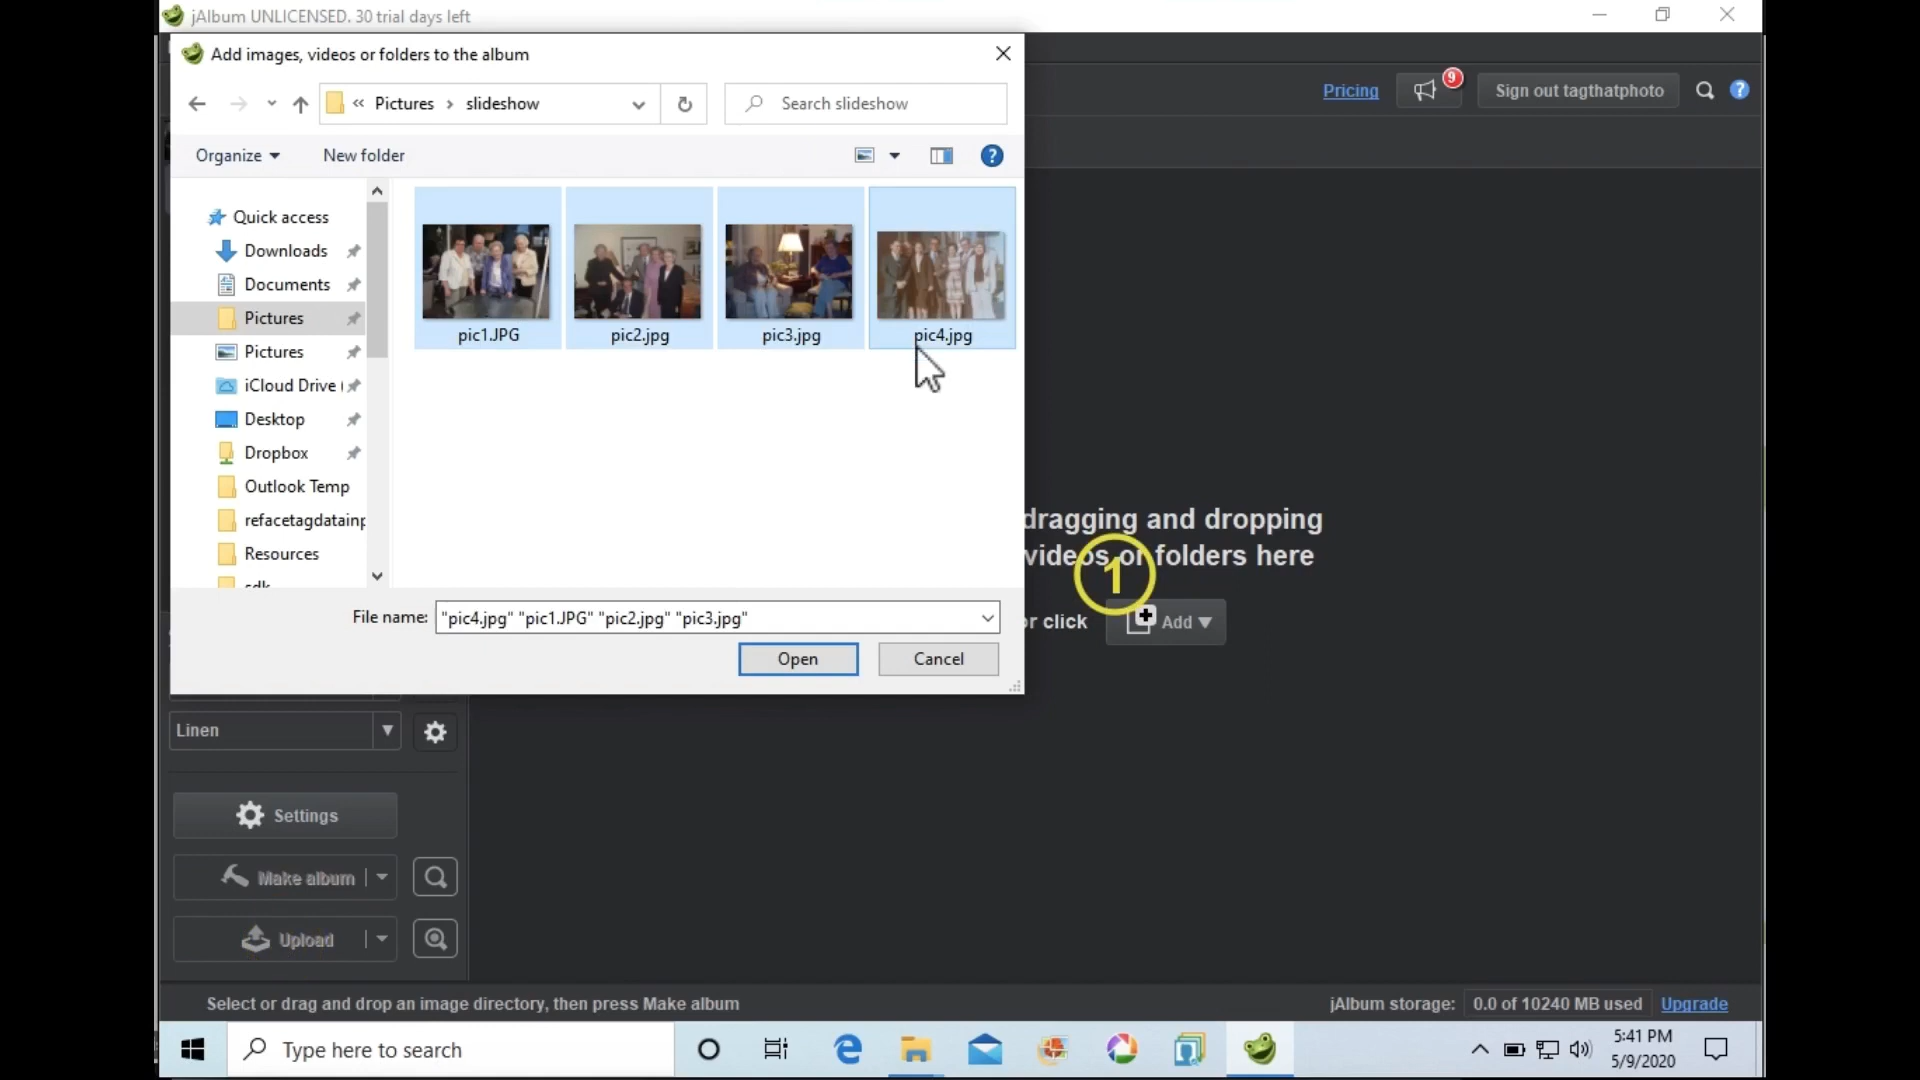 jAlbum UNLICENSED. 30 trial days left
Add images, videos or folders to the album
« Pictures › slideshow
Search slideshow
Pricing
9
Sign out tagthatphoto
?
Organize
New folder
?
Quick access
Downloads
Documents
Pictures
Pictures
iCloud Drive (
Desktop
Dropbox
Outlook Temp
refacetagdatainp
Resources
sdk
pic1.JPG
pic2.jpg
pic3.jpg
pic4.jpg
dragging and dropping
videos or folders here
1
or click
Add
File name:
"pic4.jpg" "pic1.JPG" "pic2.jpg" "pic3.jpg"
Open
Cancel
Linen
Settings
Make album
Upload
Select or drag and drop an image directory, then press Make album
jAlbum storage:
0.0 of 10240 MB used
Upgrade
Type here to search
5:41 PM
5/9/2020